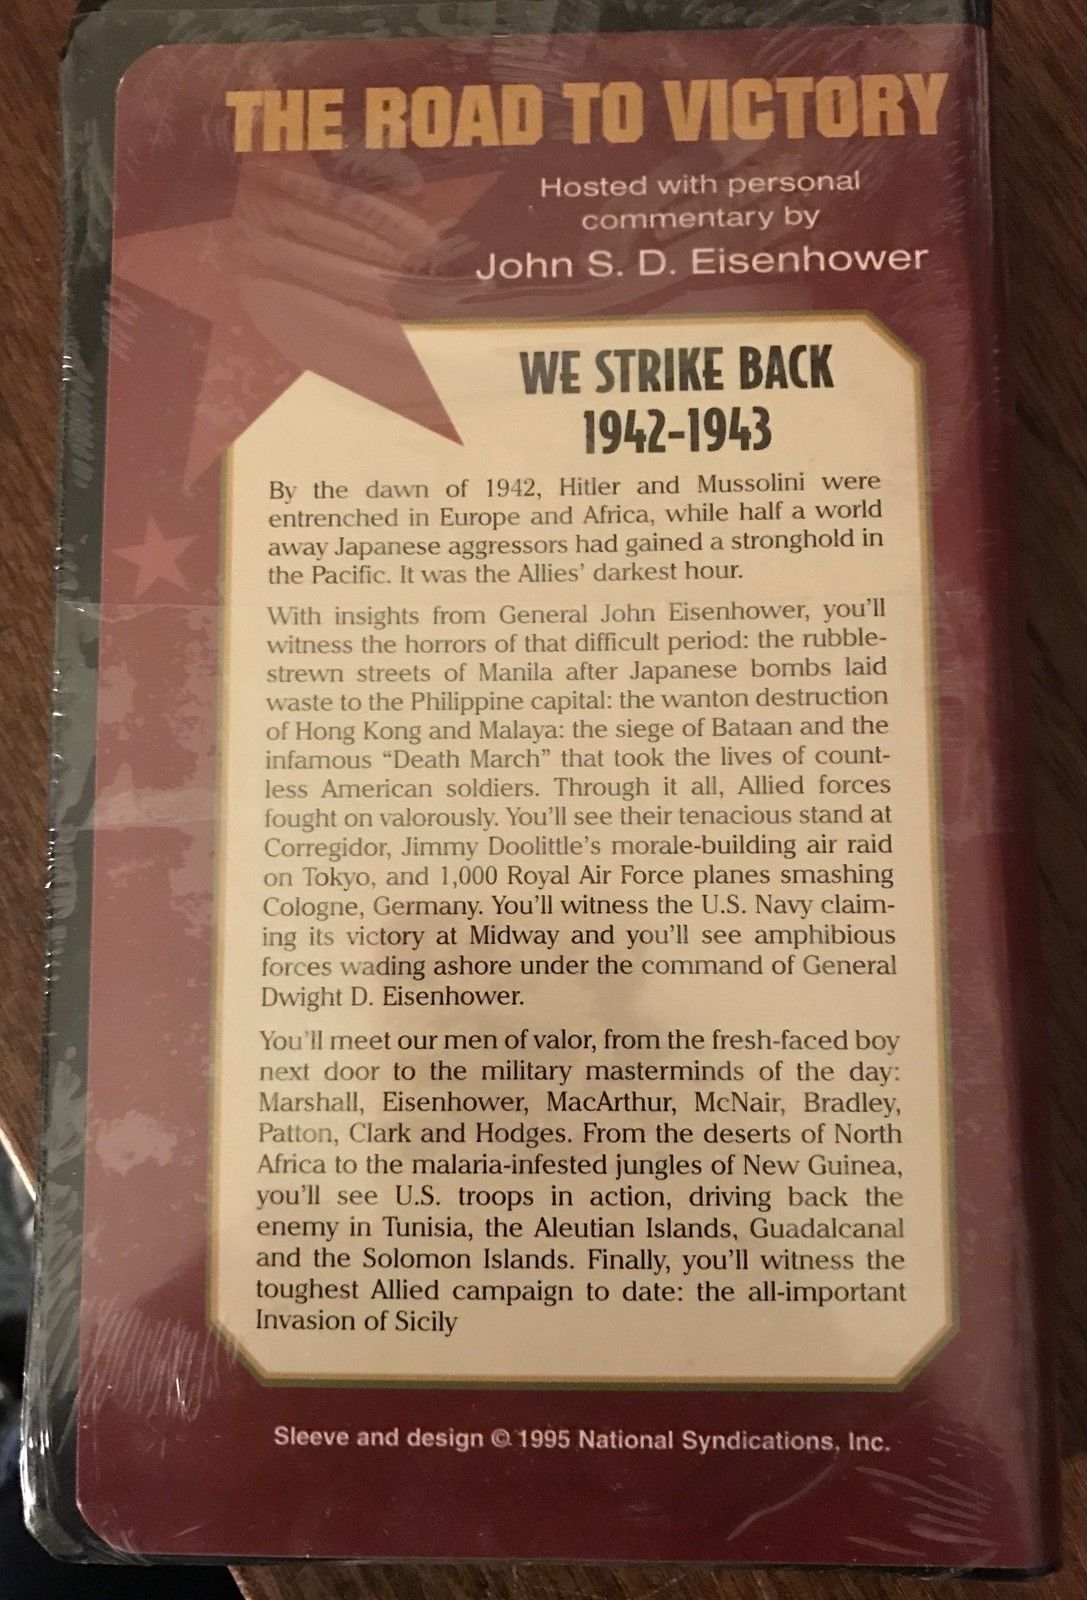 THE ROAD TO VICTORY
Hosted with personal
commentary by
John S. D. Eisenhower
WE STRIKE BACK
1942-1943
By the dawn of 1942, Hitler and Mussolini were
entrenched in Europe and Africa, while half a world
away Japanese aggressors had gained a stronghold in
the Pacific. It was the Allies' darkest hour.
With insights from General John Eisenhower, you'll
witness the horrors of that difficult period: the rubble-
strewn streets of Manila after Japanese bombs laid
waste to the Philippine capital: the wanton destruction
of Hong Kong and Malaya: the siege of Bataan and the
infamous “Death March” that took the lives of count-
less American soldiers. Through it all, Allied forces
fought on valorously. You'll see their tenacious stand at
Corregidor, Jimmy Doolittle's morale-building air raid
on Tokyo, and 1,000 Royal Air Force planes smashing
Cologne, Germany. You'll witness the U.S. Navy claim-
ing its victory at Midway and you'll see amphibious
forces wading ashore under the command of General
Dwight D. Eisenhower.
You'll meet our men of valor, from the fresh-faced boy
next door to the military masterminds of the day:
Marshall, Eisenhower, MacArthur, McNair, Bradley,
Patton, Clark and Hodges. From the deserts of North
Africa to the malaria-infested jungles of New Guinea,
you'll see U.S. troops in action, driving back the
enemy in Tunisia, the Aleutian Islands, Guadalcanal
and the Solomon Islands. Finally, you'll witness the
toughest Allied campaign to date: the all-important
Invasion of Sicily
Sleeve and design © 1995 National Syndications, Inc.